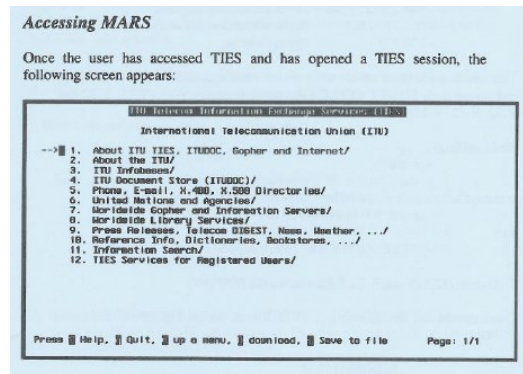 Accessing MARS
Once the user has accessed TIES and has opened a TIES session, the
following screen appears:
ITU Telecom Information Exchange Services
International Telecommunication Union (ITU)
--> 1. About ITU TIES, ITUDOC, Gopher and Internet/
2. About the ITU/
3. ITU Infobases/
4. ITU Document Store (ITUDOC)/
5. Phone, E-mail, X.400, X.500 Directories/
6. United Nations and Agencies/
7. Worldwide Gopher and Information Servers/
8. Worldwide Library Services/
9. Press Releases, Telecom DIGEST, News, Weather, .../
10. Reference Info, Dictionaries, Bookstores, .../
11. Information Search/
12. TIES Services for Registered Users/
Press Help, Quit, up a menu, download, Save to file Page: 1/1